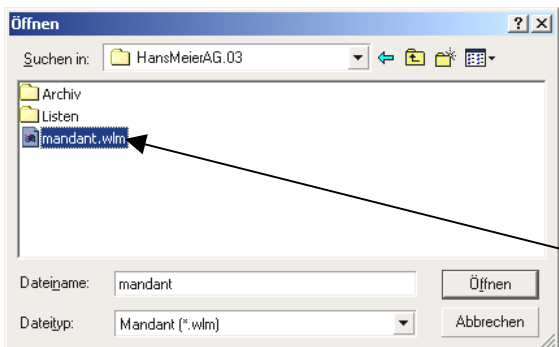 Öffnen
Suchen in: HansMeierAG.03
Archiv
Listen
mandant.wlm
Dateiname: mandant Öffnen
Dateityp: Mandant (*.wlm) Abbrechen